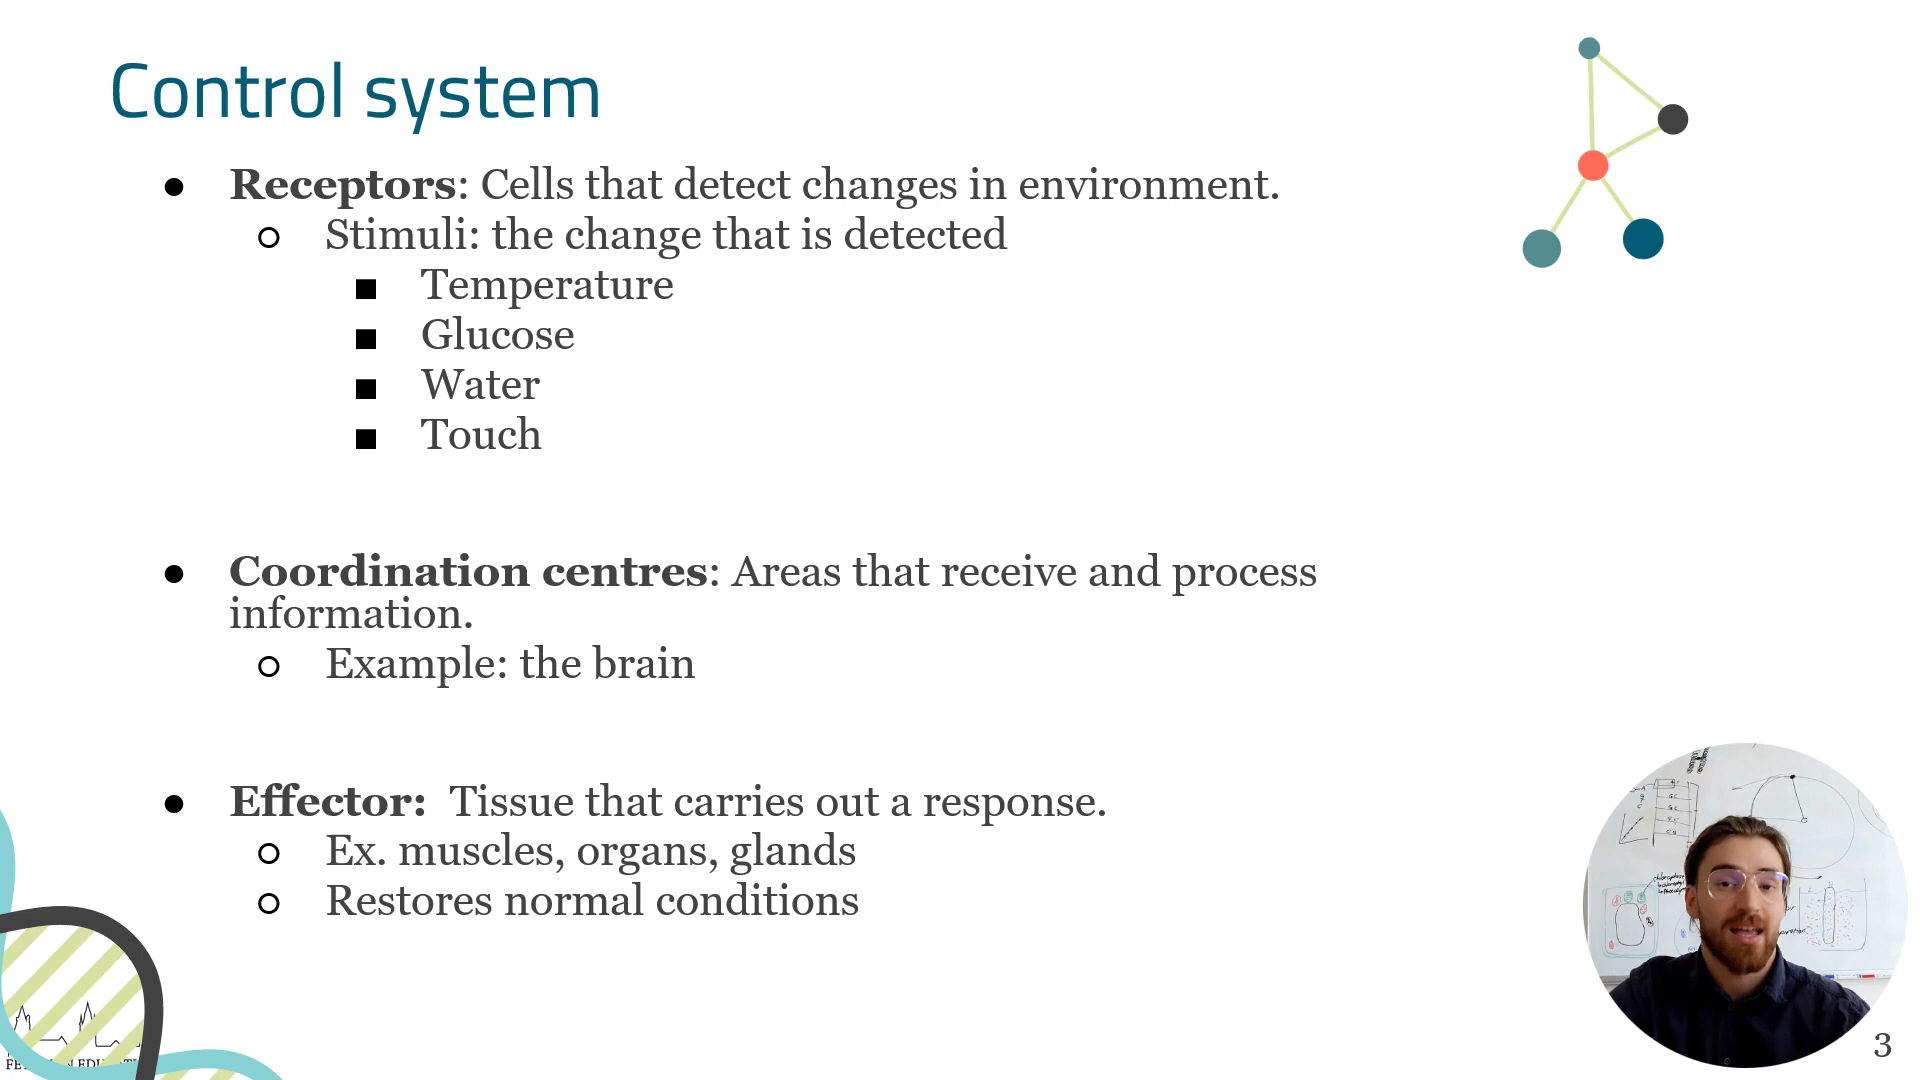 Control system
● Receptors: Cells that detect changes in environment.
○ Stimuli: the change that is detected
■ Temperature
■ Glucose
■ Water
■ Touch
● Coordination centres: Areas that receive and process
information.
○ Example: the brain
● Effector: Tissue that carries out a response.
○ Ex. muscles, organs, glands
○ Restores normal conditions
3